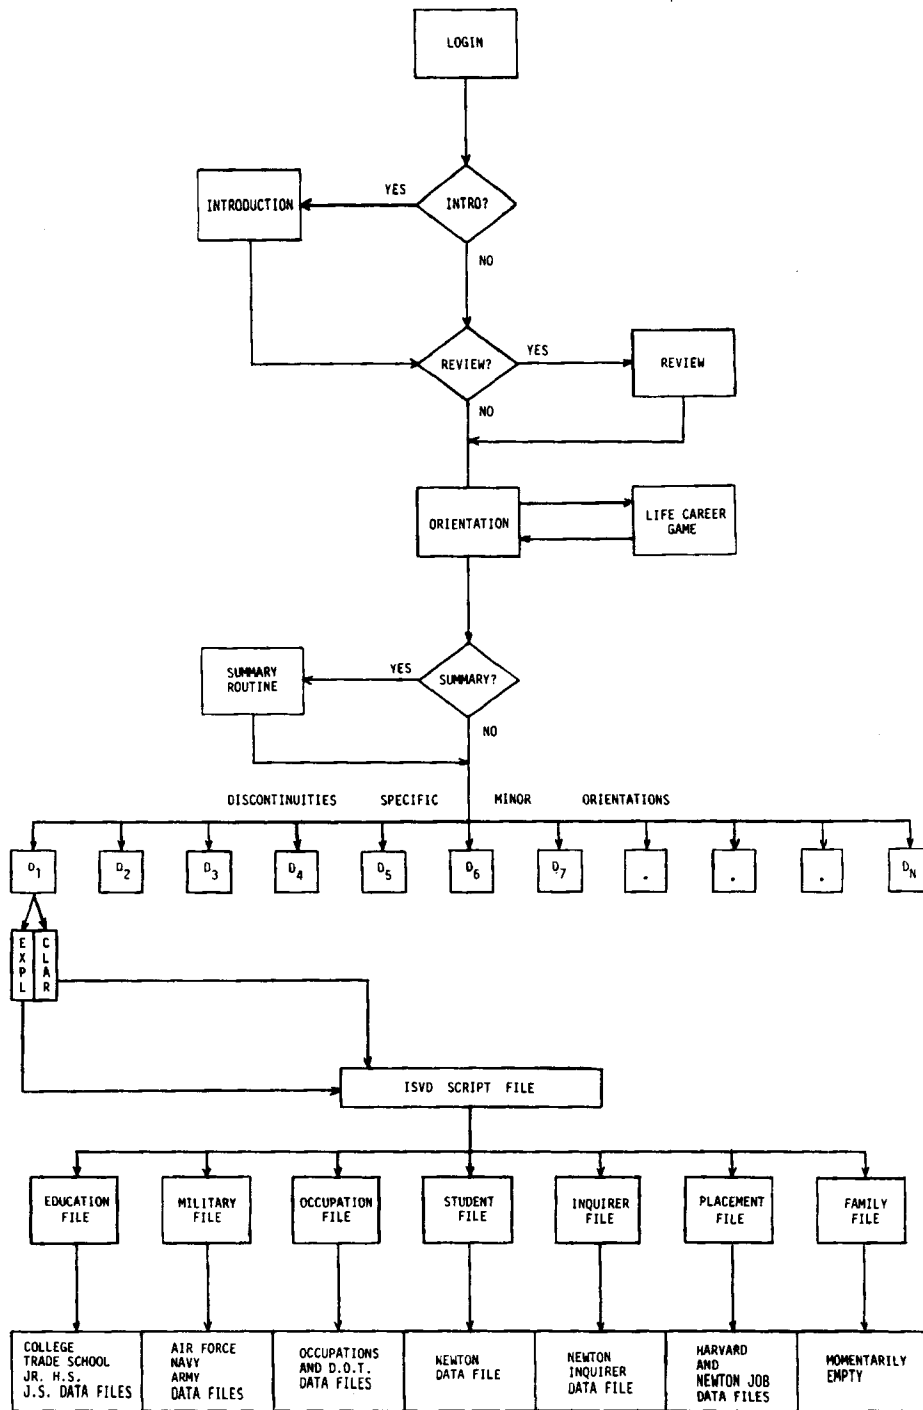 LOGIN
YES
INTRODUCTION
INTRO?
NO
REVIEW?
YES
REVIEW
NO
ORIENTATION
LIFE CAREER
GAME
SUMMARY
ROUTINE
YES
SUMMARY?
NO
DISCONTINUITIES SPECIFIC MINOR ORIENTATIONS
D1 D2 D3 D4 D5 D6 D7 . . . DN
EXPL
CLAR
ISVD SCRIPT FILE
EDUCATION
FILE
MILITARY
FILE
OCCUPATION
FILE
STUDENT
FILE
INQUIRER
FILE
PLACEMENT
FILE
FAMILY
FILE
COLLEGE
TRADE SCHOOL
JR. H.S.
J.S. DATA FILES
AIR FORCE
NAVY
ARMY
DATA FILES
OCCUPATIONS
AND D.O.T.
DATA FILES
NEWTON
DATA FILE
NEWTON
INQUIRER
DATA FILE
HARVARD
AND
NEWTON JOB
DATA FILES
MOMENTARILY
EMPTY